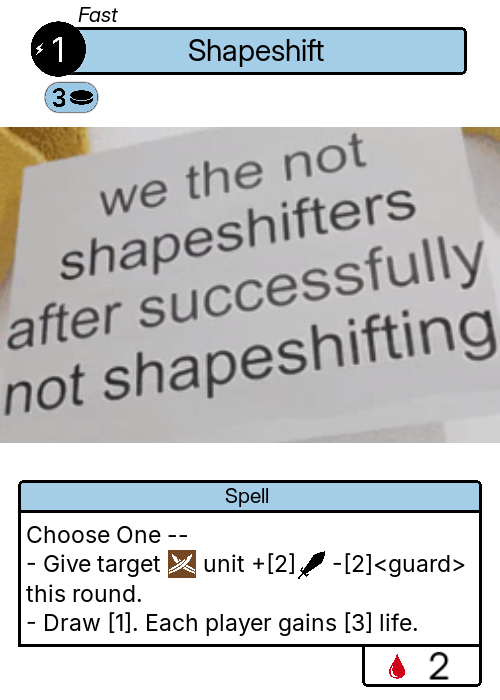 Fast
1
Shapeshift
3
we the not
shapeshifters
after successfully
not shapeshifting
Spell
Choose One --
- Give target unit +[2] -[2]<guard>
this round.
- Draw [1]. Each player gains [3] life.
2